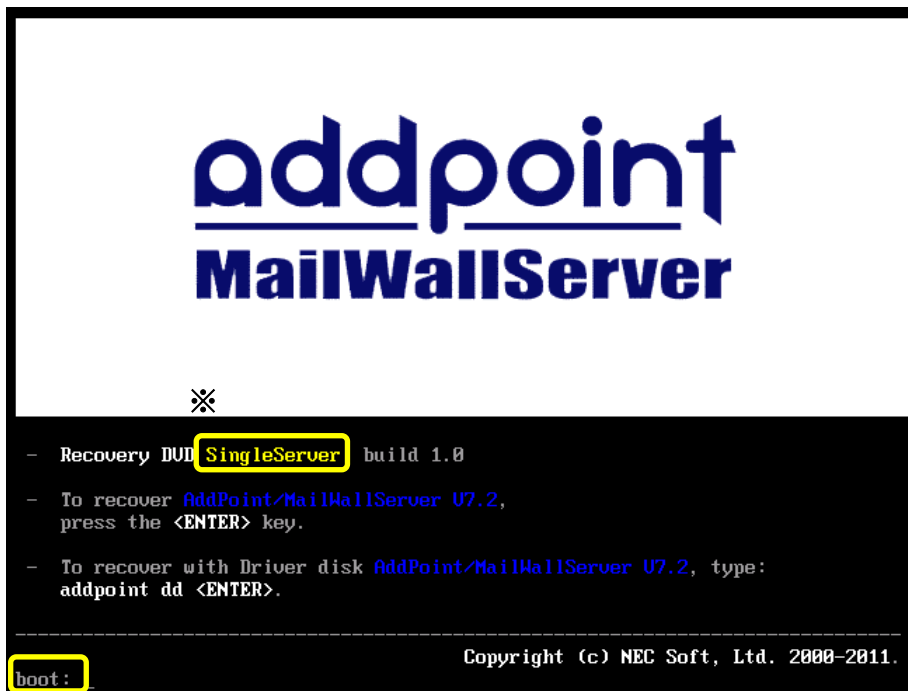 addpoint
MailWallServer
※
- Recovery DVD SingleServer build 1.0
- To recover AddPoint/MailWallServer V7.2,
press the <ENTER> key.
- To recover with Driver disk AddPoint/MailWallServer V7.2, type:
addpoint dd <ENTER>.
Copyright (c) NEC Soft, Ltd. 2000-2011.
boot: _